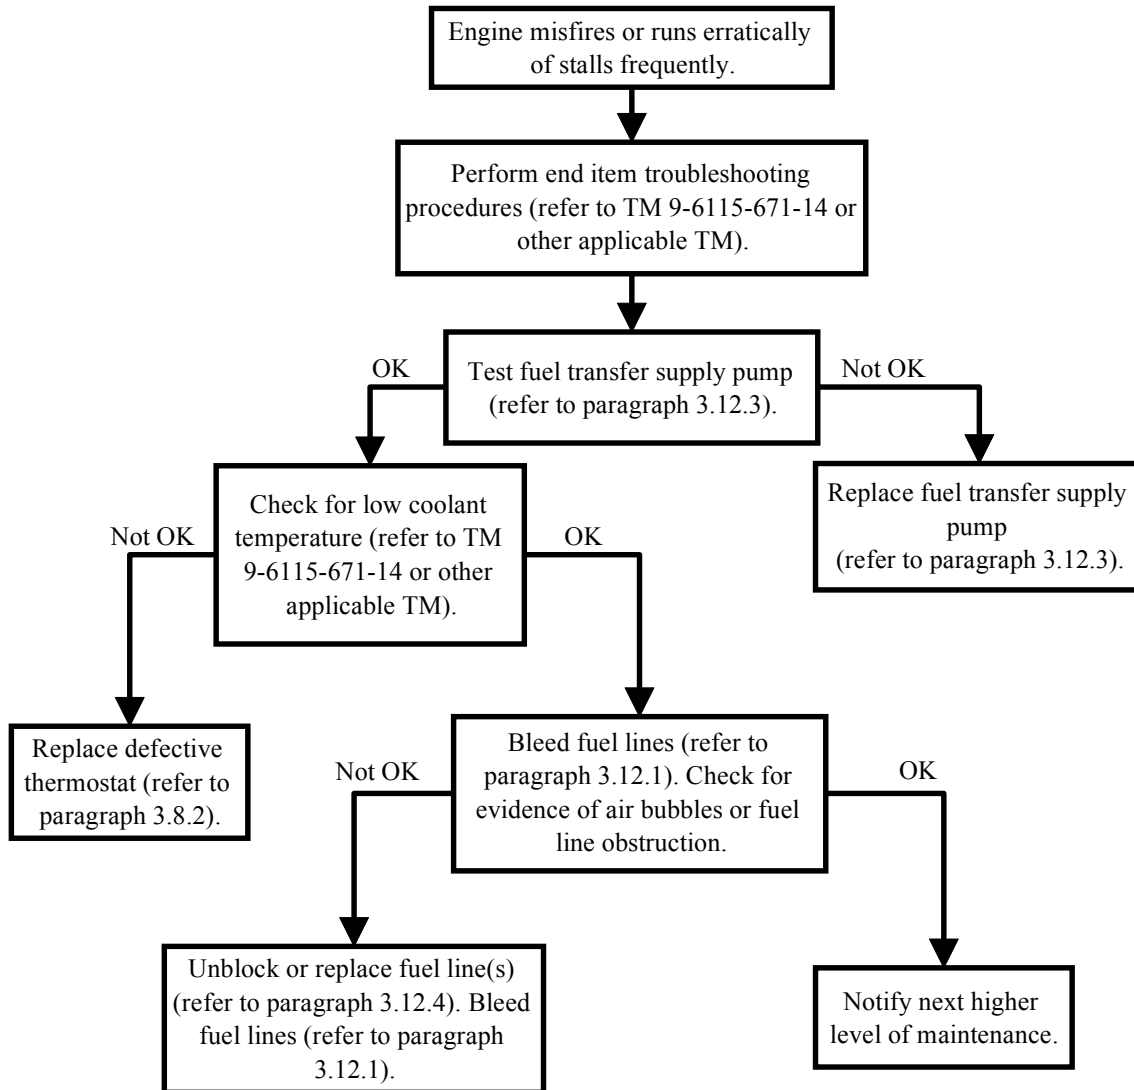 Engine misfires or runs erratically
of stalls frequently.
Perform end item troubleshooting
procedures (refer to TM 9-6115-671-14 or
other applicable TM).
OK
Test fuel transfer supply pump
(refer to paragraph 3.12.3).
Not OK
Check for low coolant
temperature (refer to TM
9-6115-671-14 or other
applicable TM).
Replace fuel transfer supply
pump
(refer to paragraph 3.12.3).
Not OK
OK
Replace defective
thermostat (refer to
paragraph 3.8.2).
Bleed fuel lines (refer to
paragraph 3.12.1). Check for
evidence of air bubbles or fuel
line obstruction.
Not OK
OK
Unblock or replace fuel line(s)
(refer to paragraph 3.12.4). Bleed
fuel lines (refer to paragraph
3.12.1).
Notify next higher
level of maintenance.